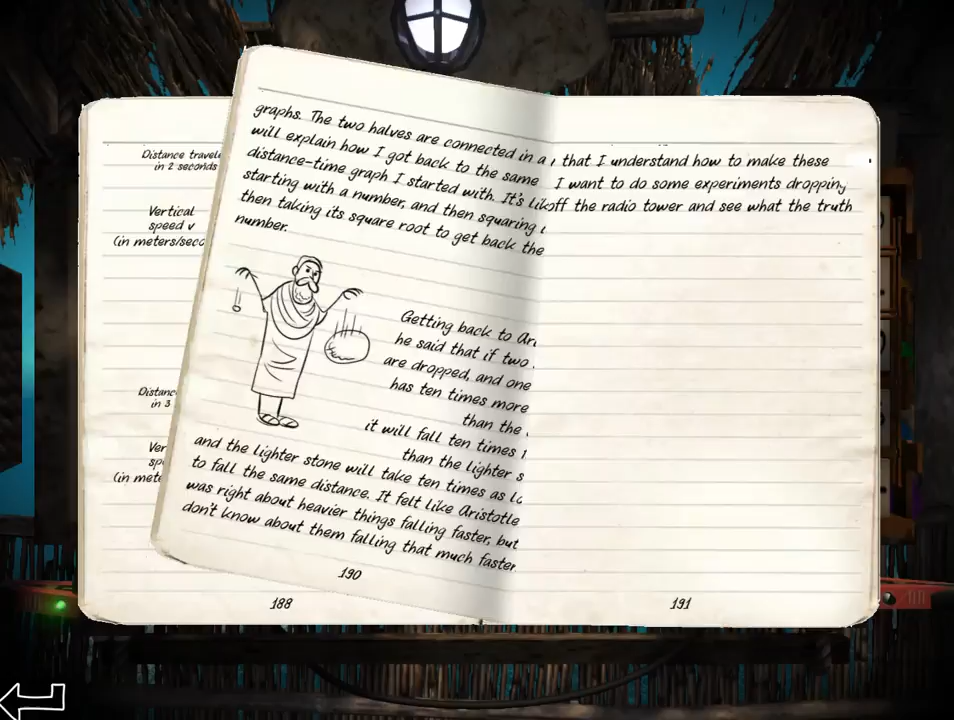 Distance travel
in 2 seconds
Vertical
speed v
(in meters/sec
Distanc
in 3
Ver
sp
(in mete
188
graphs. The two halves are connected in a
will explain how I got back to the same
distance-time graph I started with. It's lik
starting with a number, and then squaring
then taking its square root to get back the
number.
Getting back to Ar
he said that if two
are dropped, and one
has ten times more
than the
it will fall ten times
than the lighter s
and the lighter stone will take ten times as lo
to fall the same distance. It felt like Aristotle
was right about heavier things falling faster, but
don't know about them falling that much faster
190
that I understand how to make these
I want to do some experiments dropping
off the radio tower and see what the truth
191